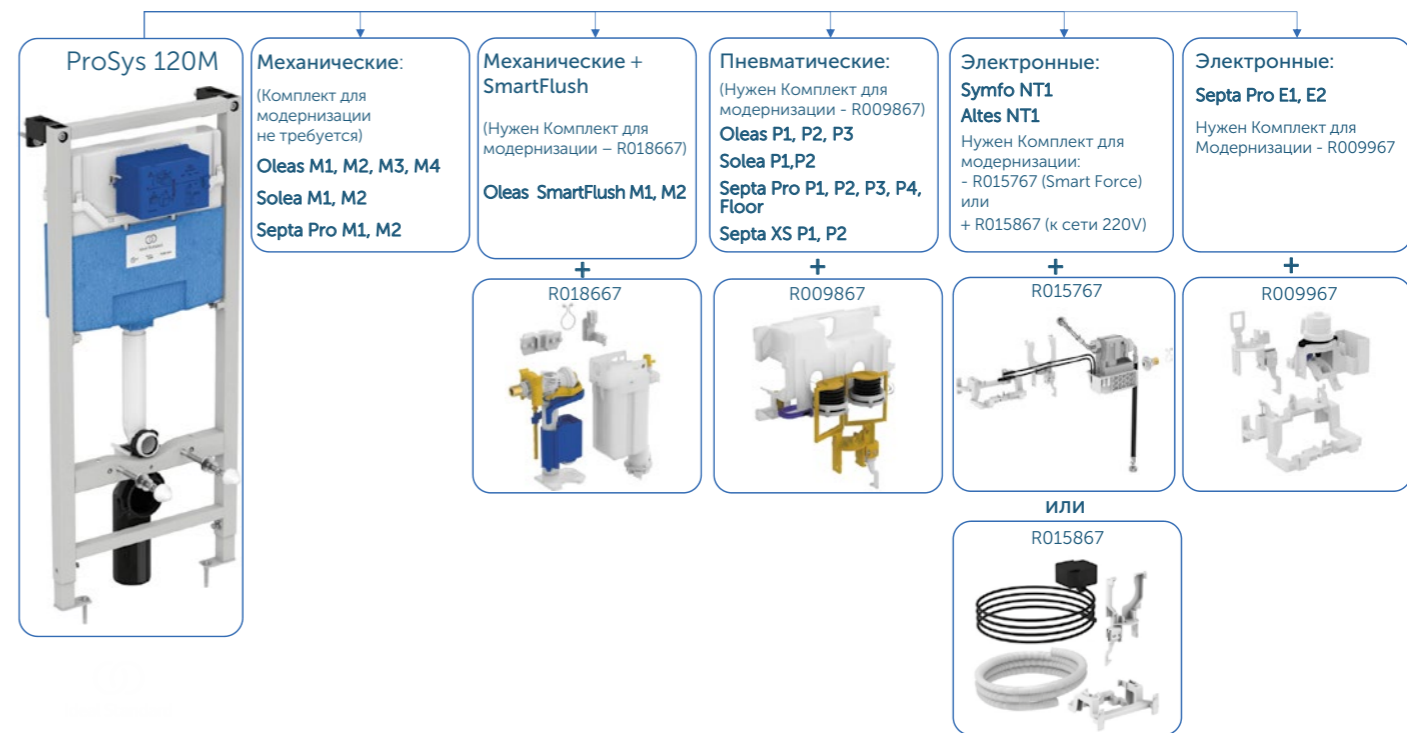 ProSys 120M
Механические:
(Комплект для
модернизации
не требуется)
Oleas M1, M2, M3, M4
Solea M1, M2
Septa Pro M1, M2
Механические +
SmartFlush
(Нужен Комплект для
модернизации – R018667)
Oleas SmartFlush M1, M2
+
R018667
Пневматические:
(Нужен Комплект для
модернизации - R009867)
Oleas P1, P2, P3
Solea P1,P2
Septa Pro P1, P2, P3, P4,
Floor
Septa XS P1, P2
+
R009867
Электронные:
Symfo NT1
Altes NT1
Нужен Комплект для
модернизации:
- R015767 (Smart Force)
или
+ R015867 (к сети 220V)
+
R015767
или
R015867
Электронные:
Septa Pro E1, E2
Нужен Комплект для
Модернизации - R009967
+
R009967